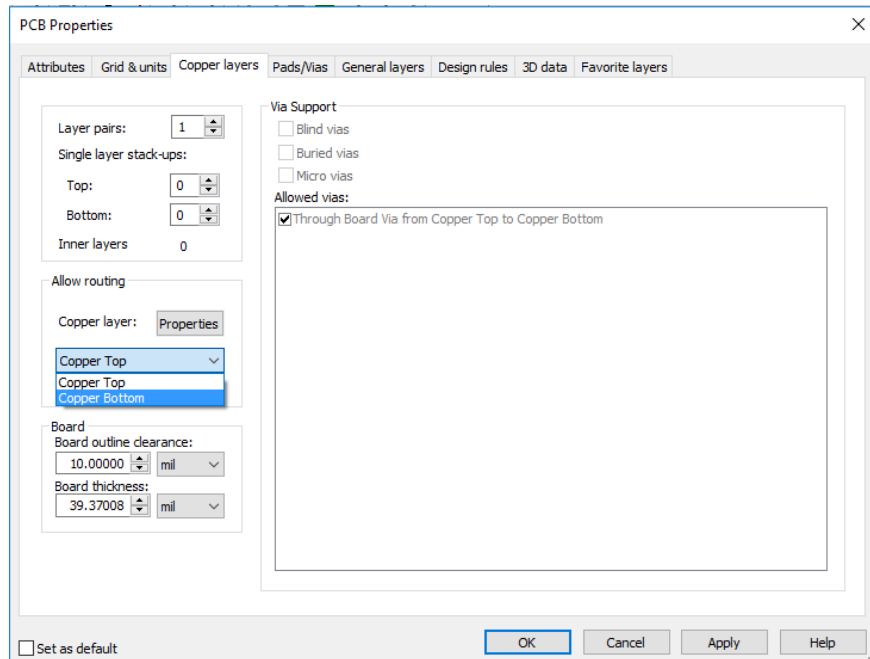 PCB Properties
Attributes Grid & units Copper layers Pads/Vias General layers Design rules 3D data Favorite layers
Layer pairs: 1
Single layer stack-ups:
Top: 0
Bottom: 0
Inner layers 0
Allow routing
Copper layer: Properties
Copper Top
Copper Top
Copper Bottom
Board
Board outline clearance:
10.00000 mil
Board thickness:
39.37008 mil
Via Support
Blind vias
Buried vias
Micro vias
Allowed vias:
Through Board Via from Copper Top to Copper Bottom
Set as default
OK Cancel Apply Help